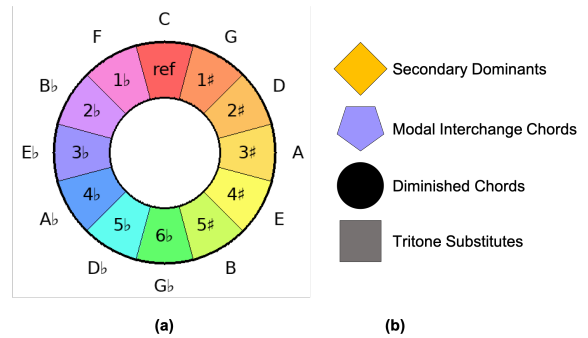 C
F
G
ref
1♭
1♯
B♭
D
2♭
2♯
E♭
3♭
3♯
A
4♭
4♯
A♭
E
5♭
5♯
6♭
D♭
B
G♭
Secondary Dominants
Modal Interchange Chords
Diminished Chords
Tritone Substitutes
(a)
(b)